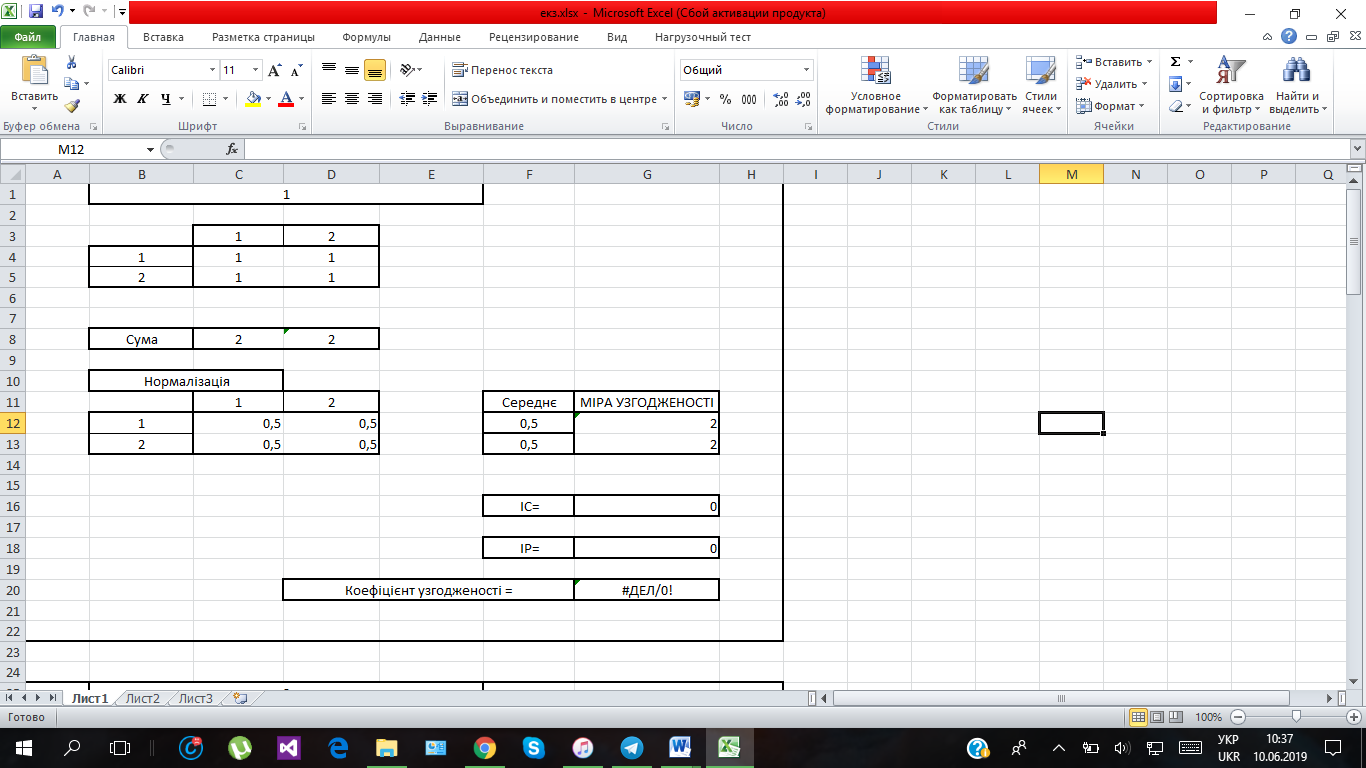 екз.xlsx - Microsoft Excel (Сбой активации продукта)
Файл Главная Вставка Разметка страницы Формулы Данные Рецензирование Вид Нагрузочный тест
Calibri 11 Перенос текста Общий Вставить
Вставить Ж К Ч Объединить и поместить в центре % 000 Условное форматирование Форматировать как таблицу Стили ячеек Удалить Формат Сортировка и фильтр Найти и выделить
Буфер обмена Шрифт Выравнивание Число Стили Ячейки Редактирование
M12 fx
A B C D E F G H I J K L M N O P Q
1 1
2
3 1 2
4 1 1 1
5 2 1 1
6
7
8 Сума 2 2
9
10 Нормалізація
11 1 2 Середнє МІРА УЗГОДЖЕНОСТІ
12 1 0,5 0,5 0,5 2
13 2 0,5 0,5 0,5 2
14
15
16 ІС= 0
17
18 ІР= 0
19
20 Коефіцієнт узгодженості = #ДЕЛ/0!
21
22
23
24
Лист1 Лист2 Лист3
Готово 100%
УКР 10:37
UKR 10.06.2019